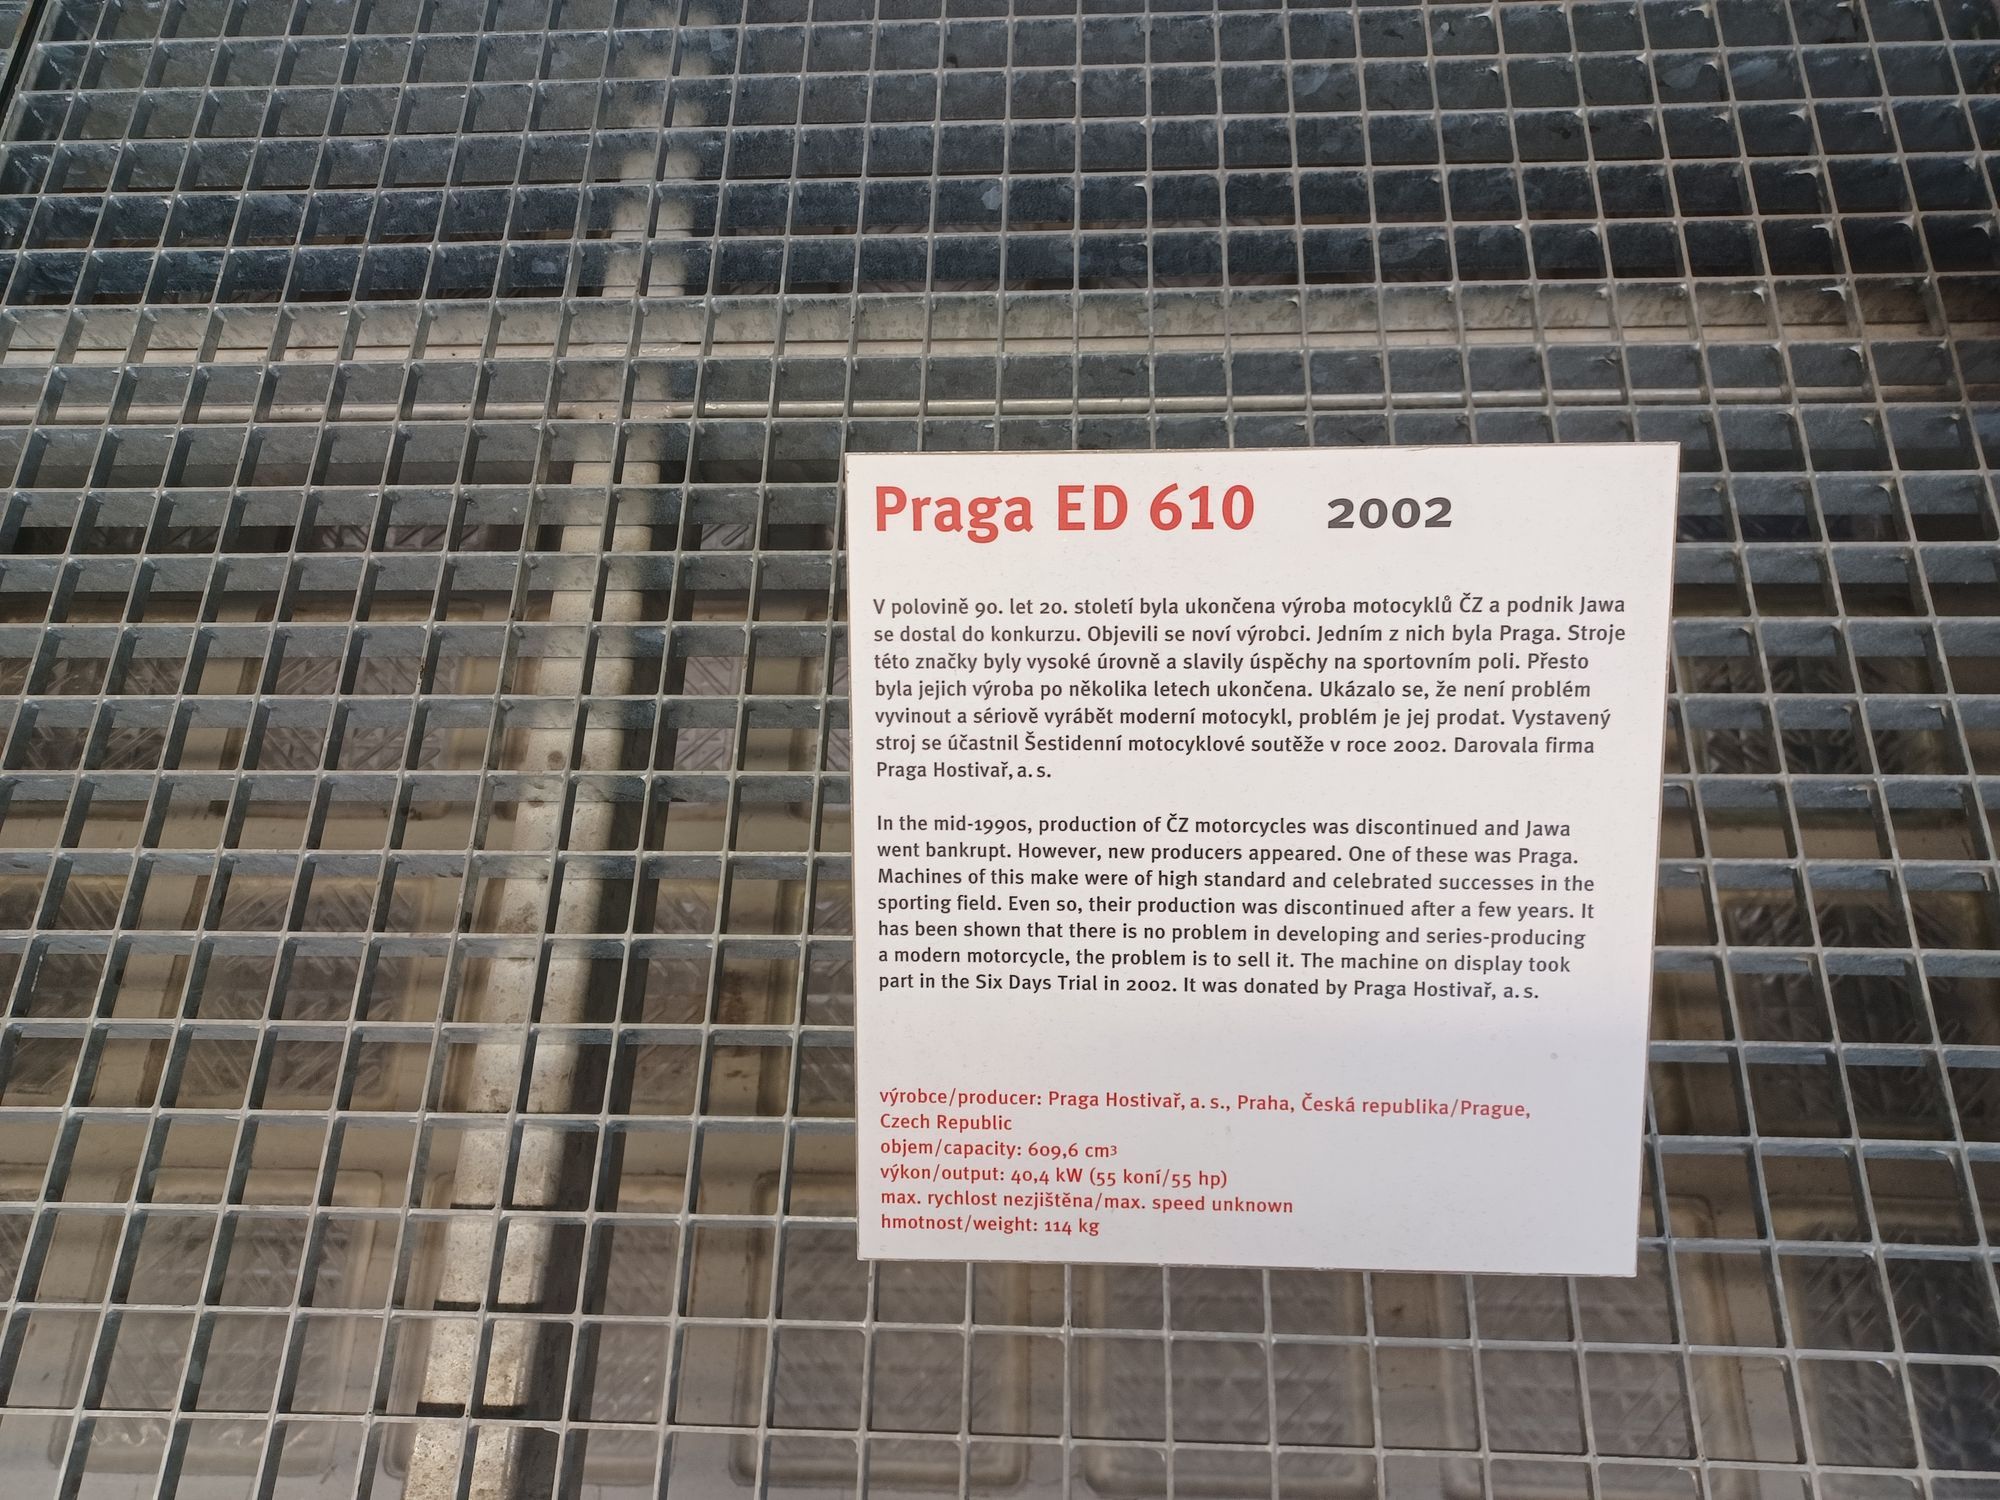 Praga ED 610 2002
V polovině 90. let 20. století byla ukončena výroba motocyklů ČZ a podnik Jawa
se dostal do konkurzu. Objevili se noví výrobci. Jedním z nich byla Praga. Stroje
této značky byly vysoké úrovně a slavily úspěchy na sportovním poli. Přesto
byla jejich výroba po několika letech ukončena. Ukázalo se, že není problém
vyvinout a sériově vyrábět moderní motocykl, problém je jej prodat. Vystavený
stroj se účastnil Šestidenní motocyklové soutěže v roce 2002. Darovala firma
Praga Hostivař, a. s.
In the mid-1990s, production of ČZ motorcycles was discontinued and Jawa
went bankrupt. However, new producers appeared. One of these was Praga.
Machines of this make were of high standard and celebrated successes in the
sporting field. Even so, their production was discontinued after a few years. It
has been shown that there is no problem in developing and series-producing
a modern motorcycle, the problem is to sell it. The machine on display took
part in the Six Days Trial in 2002. It was donated by Praga Hostivař, a. s.
výrobce/producer: Praga Hostivař, a. s., Praha, Česká republika/Prague,
Czech Republic
objem/capacity: 609,6 cm³
výkon/output: 40,4 kW (55 koní/55 hp)
max. rychlost nezjištěna/max. speed unknown
hmotnost/weight: 114 kg